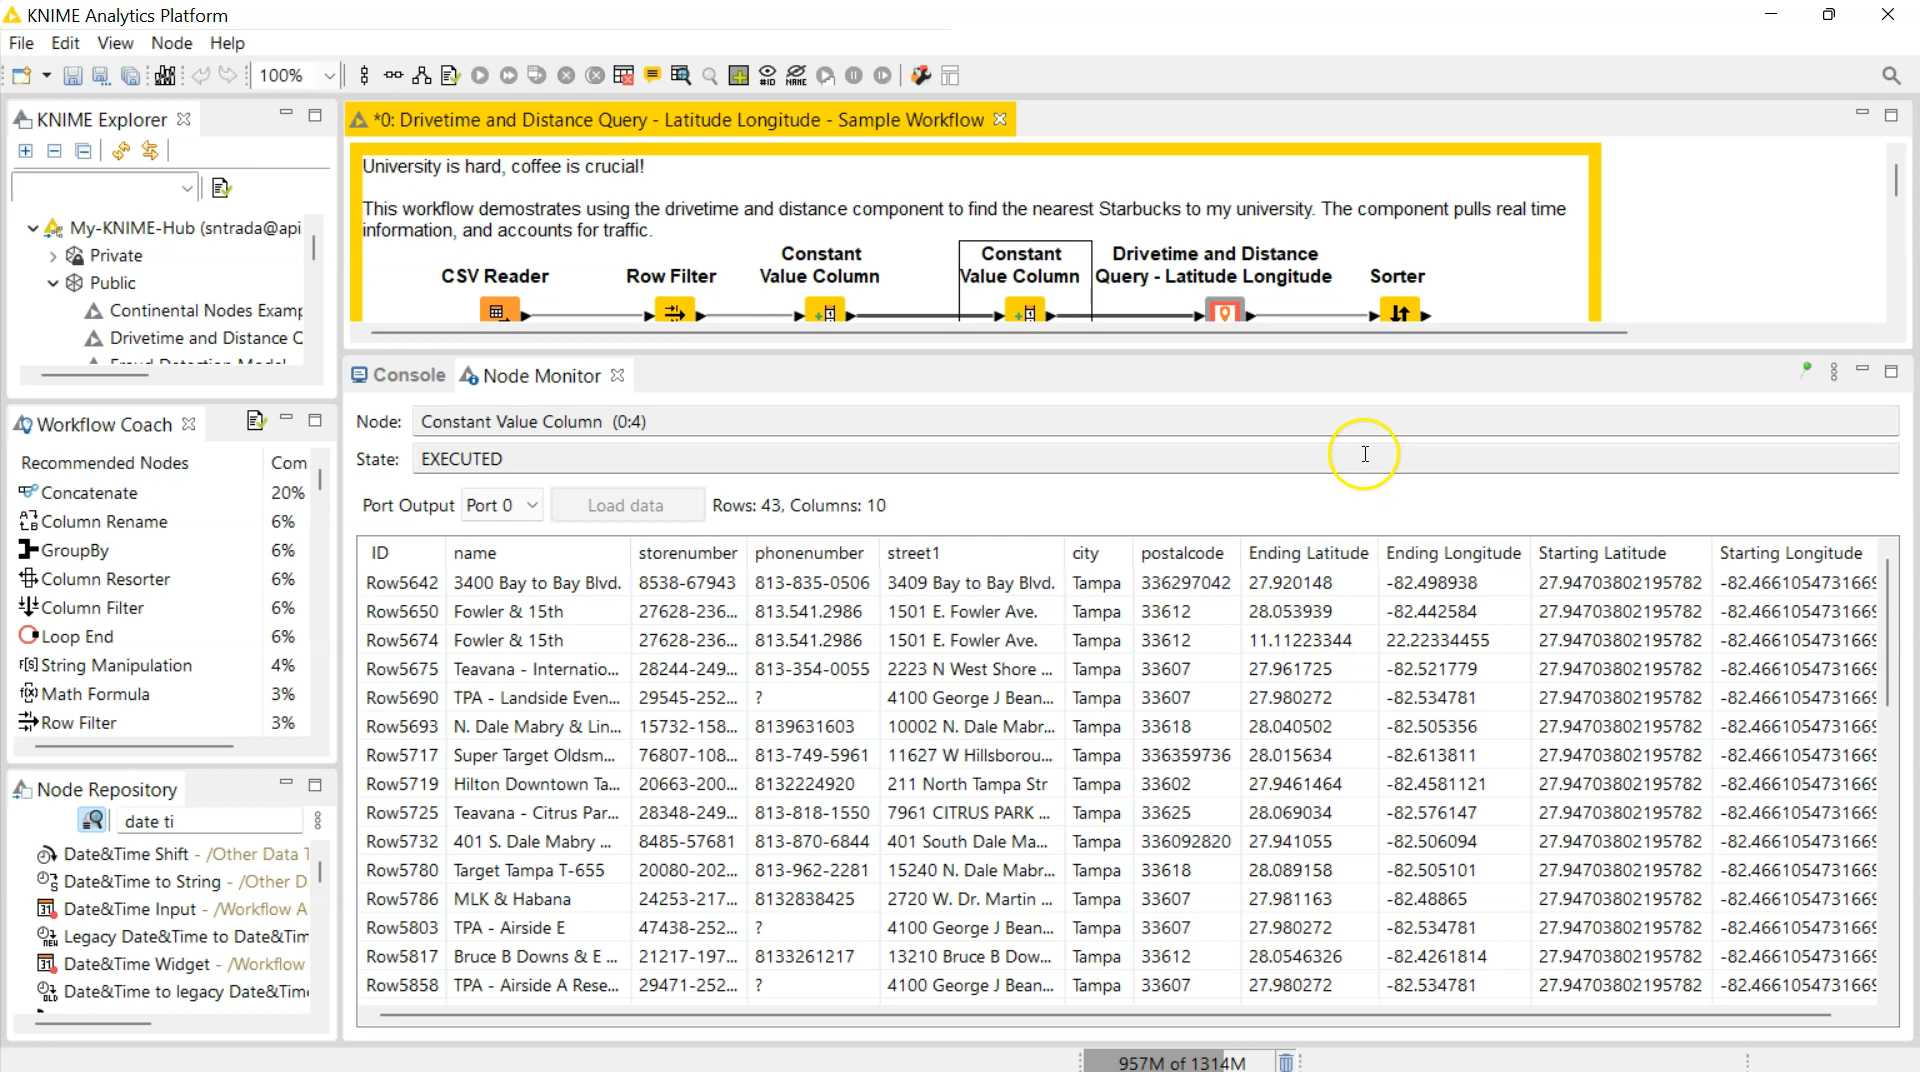 KNIME Analytics Platform
File Edit View Node Help
100%
KNIME Explorer
My-KNIME-Hub (sntrada@api
Private
Public
Continental Nodes Examp
Drivetime and Distance Q
*0: Drivetime and Distance Query - Latitude Longitude - Sample Workflow
University is hard, coffee is crucial!
This workflow demostrates using the drivetime and distance component to find the nearest Starbucks to my university. The component pulls real time
information, and accounts for traffic.
CSV Reader
Row Filter
Constant
Value Column
Constant
Value Column
Drivetime and Distance
Query - Latitude Longitude
Sorter
Workflow Coach
Recommended Nodes Com
Concatenate 20%
Column Rename 6%
GroupBy 6%
Column Resorter 6%
Column Filter 6%
Loop End 6%
String Manipulation 4%
Math Formula 3%
Row Filter 3%
Node Repository
date ti
Date&Time Shift - /Other Data T
Date&Time to String - /Other D
Date&Time Input - /Workflow A
Legacy Date&Time to Date&Tim
Date&Time Widget - /Workflow
Date&Time to legacy Date&Tim
Console Node Monitor
Node: Constant Value Column (0:4)
State: EXECUTED
Port Output Port 0 Load data Rows: 43, Columns: 10
ID name storenumber phonenumber street1 city postalcode Ending Latitude Ending Longitude Starting Latitude Starting Longitude
Row5642 3400 Bay to Bay Blvd. 8538-67943 813-835-0506 3409 Bay to Bay Blvd. Tampa 336297042 27.920148 -82.498938 27.94703802195782 -82.4661054731669
Row5650 Fowler & 15th 27628-236... 813.541.2986 1501 E. Fowler Ave. Tampa 33612 28.053939 -82.442584 27.94703802195782 -82.4661054731669
Row5674 Fowler & 15th 27628-236... 813.541.2986 1501 E. Fowler Ave. Tampa 33612 11.11223344 22.22334455 27.94703802195782 -82.4661054731669
Row5675 Teavana - Internatio... 28244-249... 813-354-0055 2223 N West Shore ... Tampa 33607 27.961725 -82.521779 27.94703802195782 -82.4661054731669
Row5690 TPA - Landside Even... 29545-252... ? 4100 George J Bean... Tampa 33607 27.980272 -82.534781 27.94703802195782 -82.4661054731669
Row5693 N. Dale Mabry & Lin... 15732-158... 8139631603 10002 N. Dale Mabr... Tampa 33618 28.040502 -82.505356 27.94703802195782 -82.4661054731669
Row5717 Super Target Oldsm... 76807-108... 813-749-5961 11627 W Hillsborou... Tampa 336359736 28.015634 -82.613811 27.94703802195782 -82.4661054731669
Row5719 Hilton Downtown Ta... 20663-200... 8132224920 211 North Tampa Str Tampa 33602 27.9461464 -82.4581121 27.94703802195782 -82.4661054731669
Row5725 Teavana - Citrus Par... 28348-249... 813-818-1550 7961 CITRUS PARK ... Tampa 33625 28.069034 -82.576147 27.94703802195782 -82.4661054731669
Row5732 401 S. Dale Mabry ... 8485-57681 813-870-6844 401 South Dale Ma... Tampa 336092820 27.941055 -82.506094 27.94703802195782 -82.4661054731669
Row5780 Target Tampa T-655 20080-202... 813-962-2281 15240 N. Dale Mabr... Tampa 33618 28.089158 -82.505101 27.94703802195782 -82.4661054731669
Row5786 MLK & Habana 24253-217... 8132838425 2720 W. Dr. Martin ... Tampa 33607 27.981163 -82.48865 27.94703802195782 -82.4661054731669
Row5803 TPA - Airside E 47438-252... ? 4100 George J Bean... Tampa 33607 27.980272 -82.534781 27.94703802195782 -82.4661054731669
Row5817 Bruce B Downs & E ... 21217-197... 8133261217 13210 Bruce B Dow... Tampa 33612 28.0546326 -82.4261814 27.94703802195782 -82.4661054731669
Row5858 TPA - Airside A Rese... 29471-252... ? 4100 George J Bean... Tampa 33607 27.980272 -82.534781 27.94703802195782 -82.4661054731669
957M of 1314M